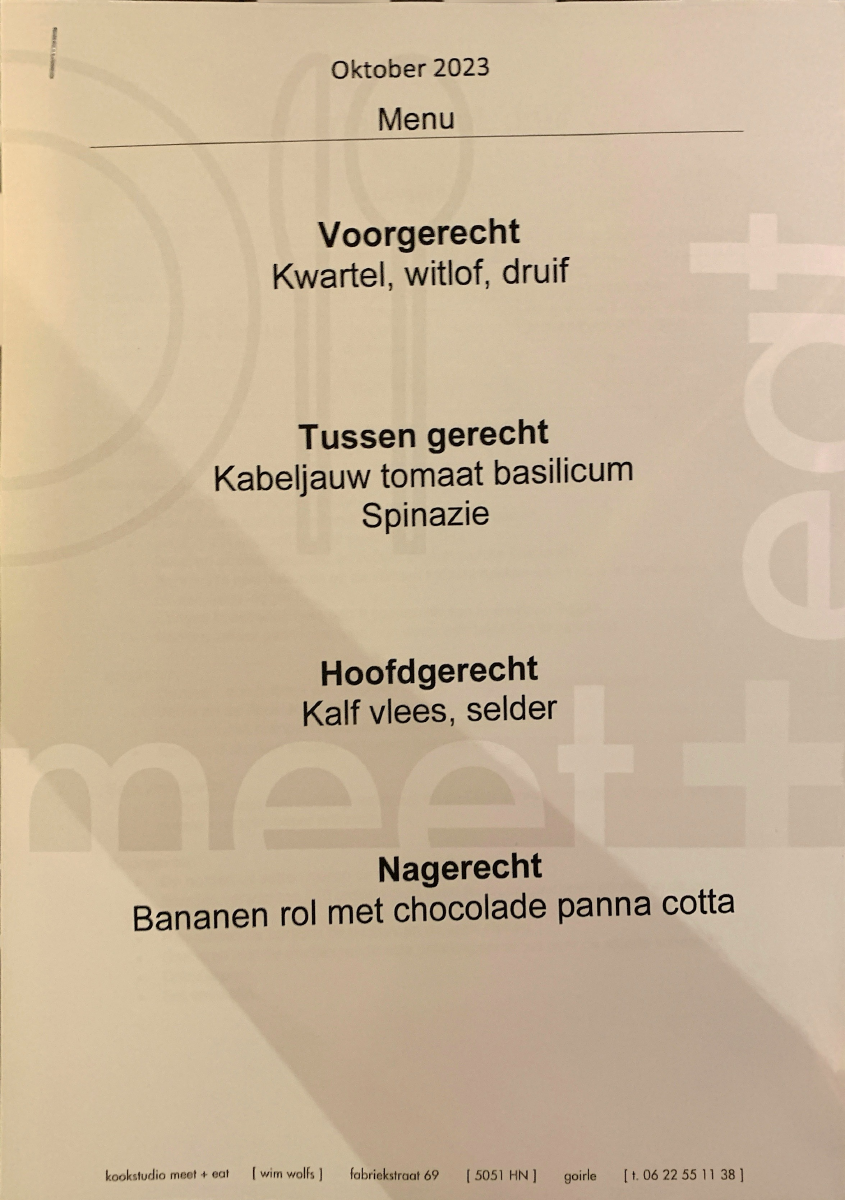 Oktober 2023
Menu
Voorgerecht
Kwartel, witlof, druif
Tussen gerecht
Kabeljauw tomaat basilicum
Spinazie
Hoofdgerecht
Kalf vlees, selder
Nagerecht
Bananen rol met chocolade panna cotta
meet + eat
kookstudio meet + eat [ wim wolfs ] fabriekstraat 69 [ 5051 HN ] goirle [ t. 06 22 55 11 38 ]